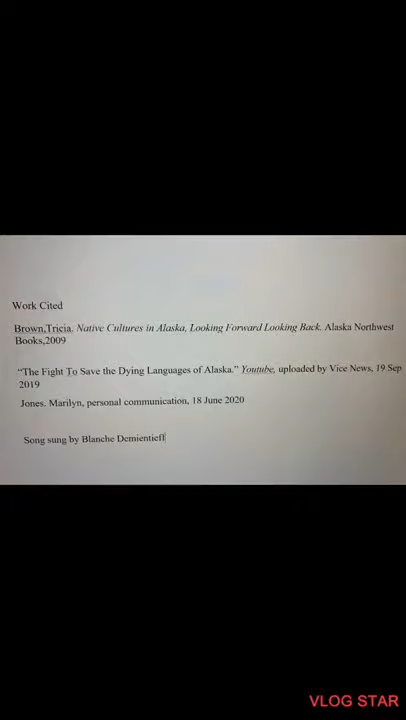 Work Cited
Brown,Tricia. Native Cultures in Alaska, Looking Forward Looking Back. Alaska Northwest
Books,2009
“The Fight To Save the Dying Languages of Alaska.” Youtube, uploaded by Vice News, 19 Sep
2019
Jones. Marilyn, personal communication, 18 June 2020
Song sung by Blanche Demientieff
VLOG STAR